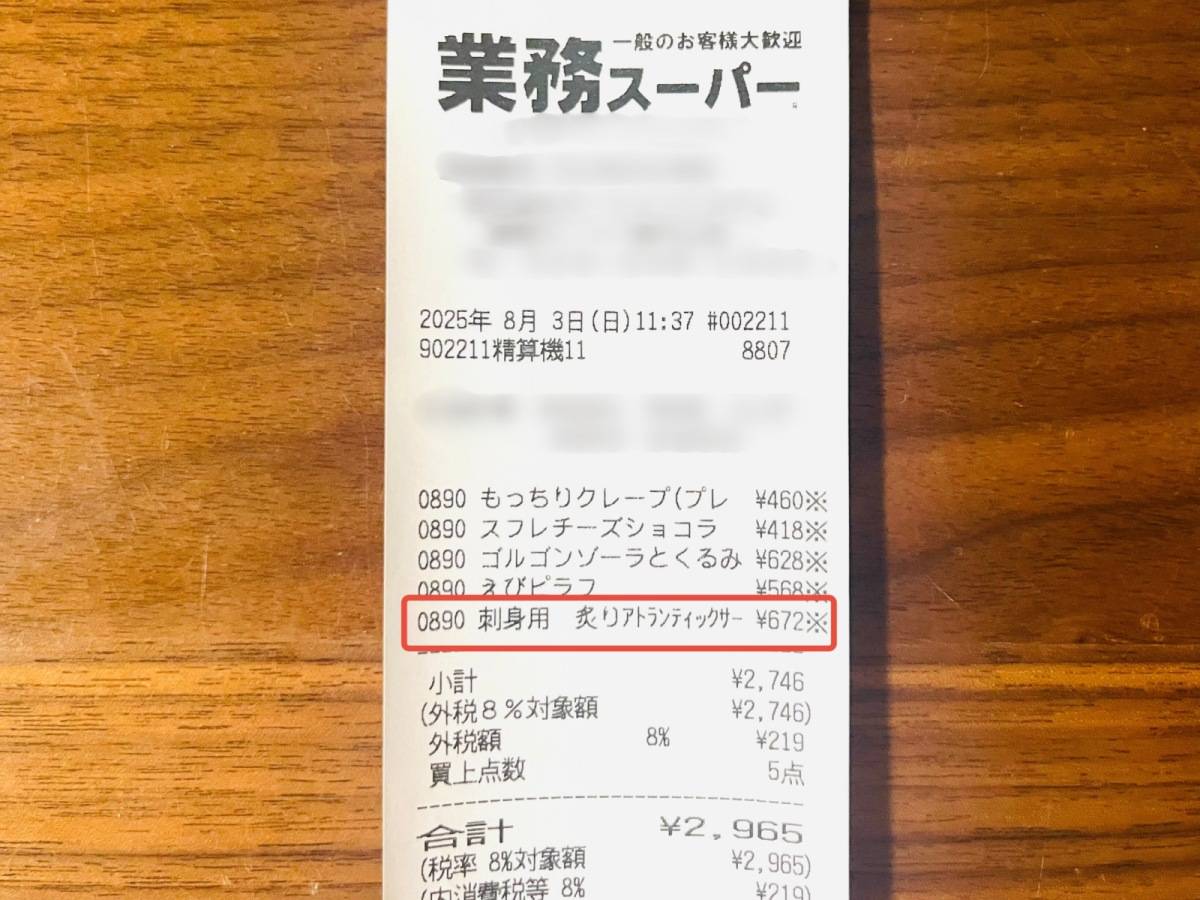 一般のお客様大歓迎
業務スーパー
2025年 8月 3日(日)11:37 #002211
902211精算機11 8807
0890 もっちりクレープ(プレ ¥460※
0890 スフレチーズショコラ ¥418※
0890 ゴルゴンゾーラとくるみ ¥628※
0890 えびピラフ ¥568※
0890 刺身用 炙りアトランティックサー ¥672※
小計 ¥2,746
(外税8%対象額 ¥2,746)
外税額 8% ¥219
買上点数 5点
合計 ¥2,965
(税率 8%対象額 ¥2,965)
(内消費税等 8% ¥219)